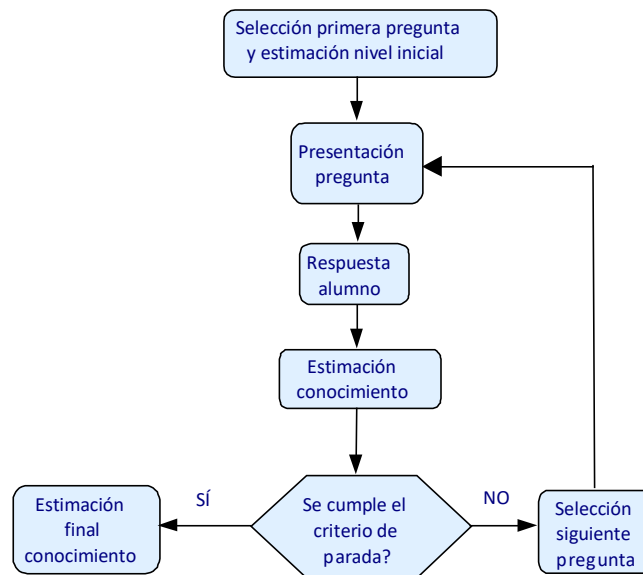 Selección primera pregunta
y estimación nivel inicial
Presentación
pregunta
Respuesta
alumno
Estimación
conocimiento
Se cumple el
criterio de
parada?
SÍ
Estimación
final
conocimiento
NO
Selección
siguiente
pregunta